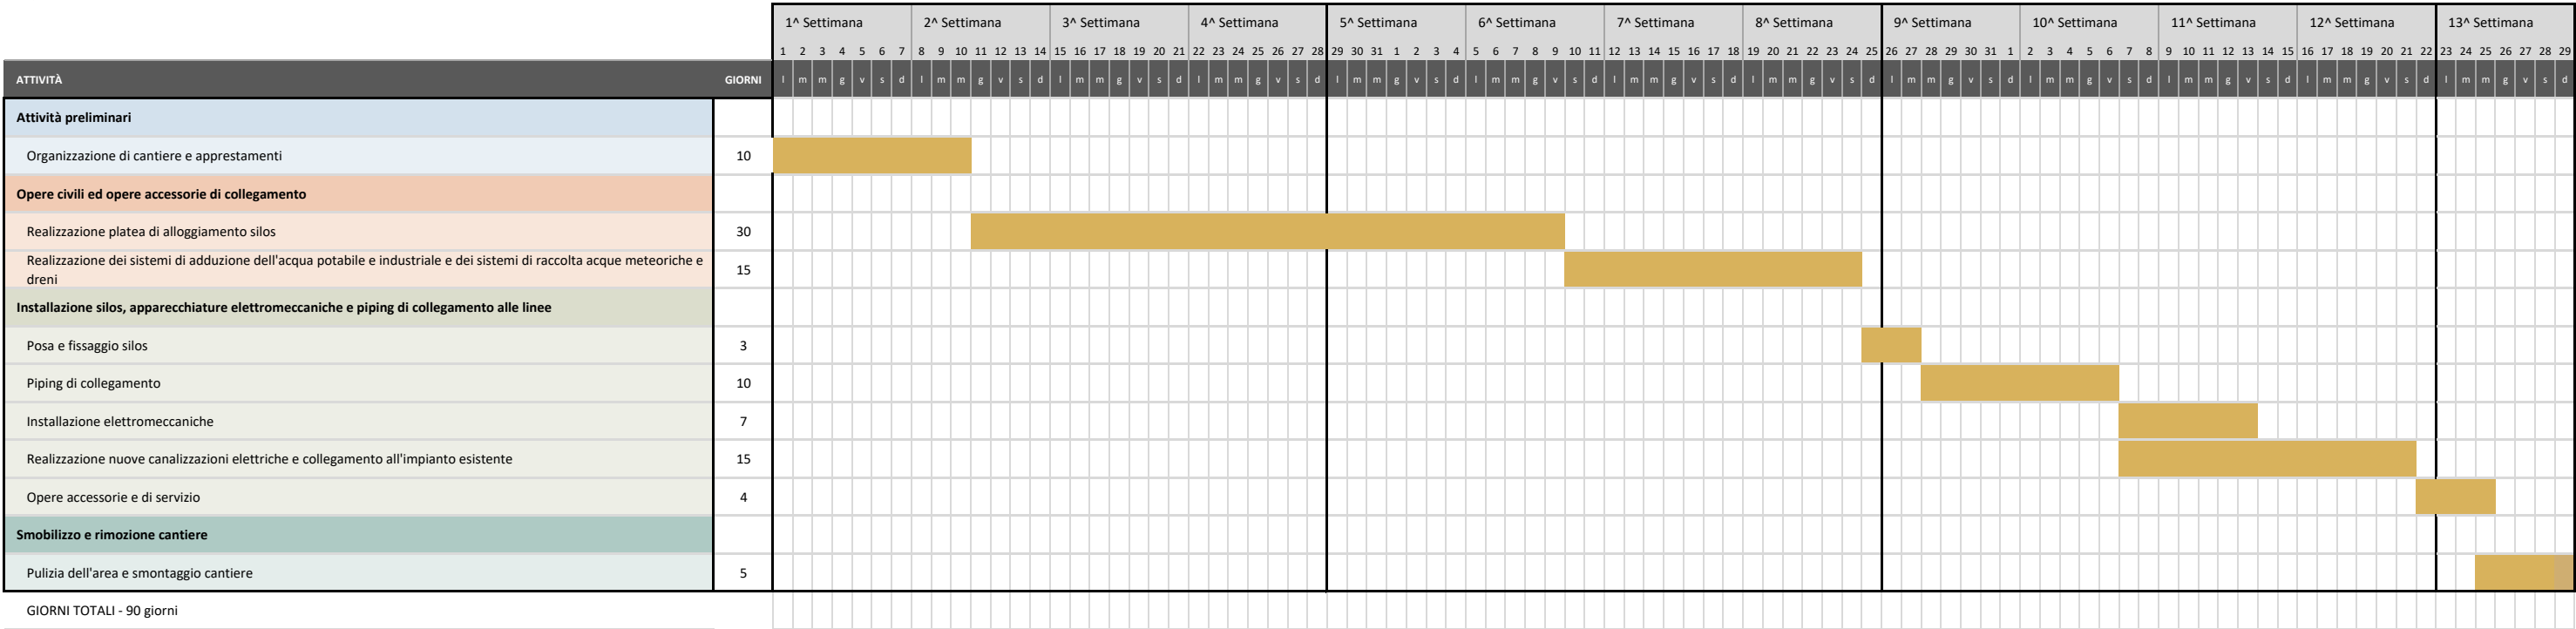 1^ Settimana 2^ Settimana 3^ Settimana 4^ Settimana 5^ Settimana 6^ Settimana 7^ Settimana 8^ Settimana 9^ Settimana 10^ Settimana 11^ Settimana 12^ Settimana 13^ Settimana
1 2 3 4 5 6 7 8 9 10 11 12 13 14 15 16 17 18 19 20 21 22 23 24 25 26 27 28 29 30 31 1 2 3 4 5 6 7 8 9 10 11 12 13 14 15 16 17 18 19 20 21 22 23 24 25 26 27 28 29 30 31 1 2 3 4 5 6 7 8 9 10 11 12 13 14 15 16 17 18 19 20 21 22 23 24 25 26 27 28 29
ATTIVITÀ GIORNI l m m g v s d l m m g v s d l m m g v s d l m m g v s d l m m g v s d l m m g v s d l m m g v s d l m m g v s d l m m g v s d l m m g v s d l m m g v s d l m m g v s d l m m g v s d
Attività preliminari
Organizzazione di cantiere e apprestamenti 10
Opere civili ed opere accessorie di collegamento
Realizzazione platea di alloggiamento silos 30
Realizzazione dei sistemi di adduzione dell'acqua potabile e industriale e dei sistemi di raccolta acque meteoriche e
dreni 15
Installazione silos, apparecchiature elettromeccaniche e piping di collegamento alle linee
Posa e fissaggio silos 3
Piping di collegamento 10
Installazione elettromeccaniche 7
Realizzazione nuove canalizzazioni elettriche e collegamento all'impianto esistente 15
Opere accessorie e di servizio 4
Smobilizzo e rimozione cantiere
Pulizia dell'area e smontaggio cantiere 5
GIORNI TOTALI - 90 giorni